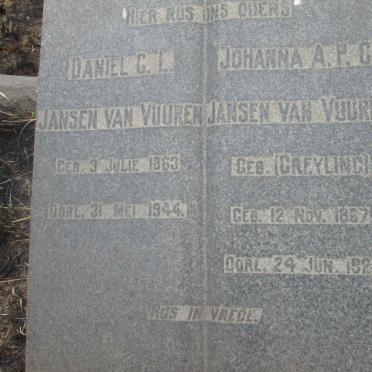 HIER RUS ONS OUERS
DANIEL C. L. JOHANNA A. P. C
JANSEN VAN VUUREN JANSEN VAN VUUR
GEB. 3 JULIE 1863 GEB. (GREYLING)
OORL. 31 MEI 1944. GEB. 12 NOV. 1867
OORL. 24 JUN. 192
RUS IN VREDE.